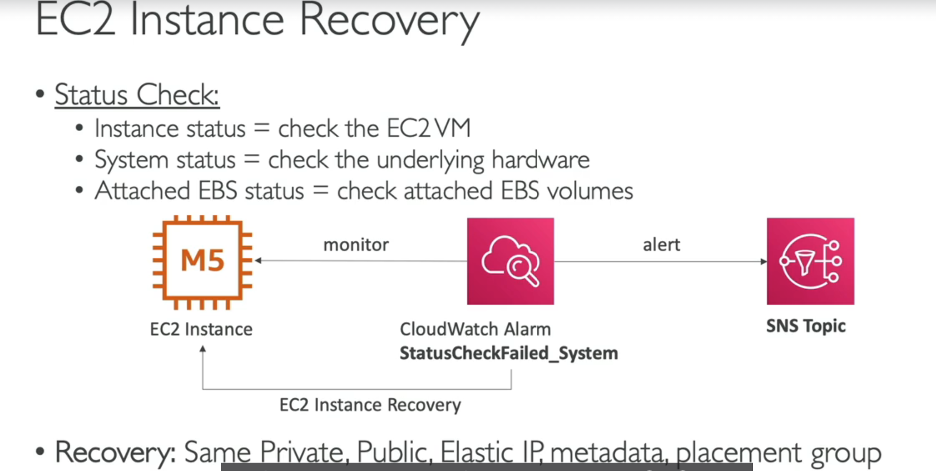 EC2 Instance Recovery
• Status Check:
• Instance status = check the EC2 VM
• System status = check the underlying hardware
• Attached EBS status = check attached EBS volumes
M5
monitor
alert
EC2 Instance
CloudWatch Alarm
StatusCheckFailed_System
SNS Topic
EC2 Instance Recovery
• Recovery: Same Private, Public, Elastic IP, metadata, placement group